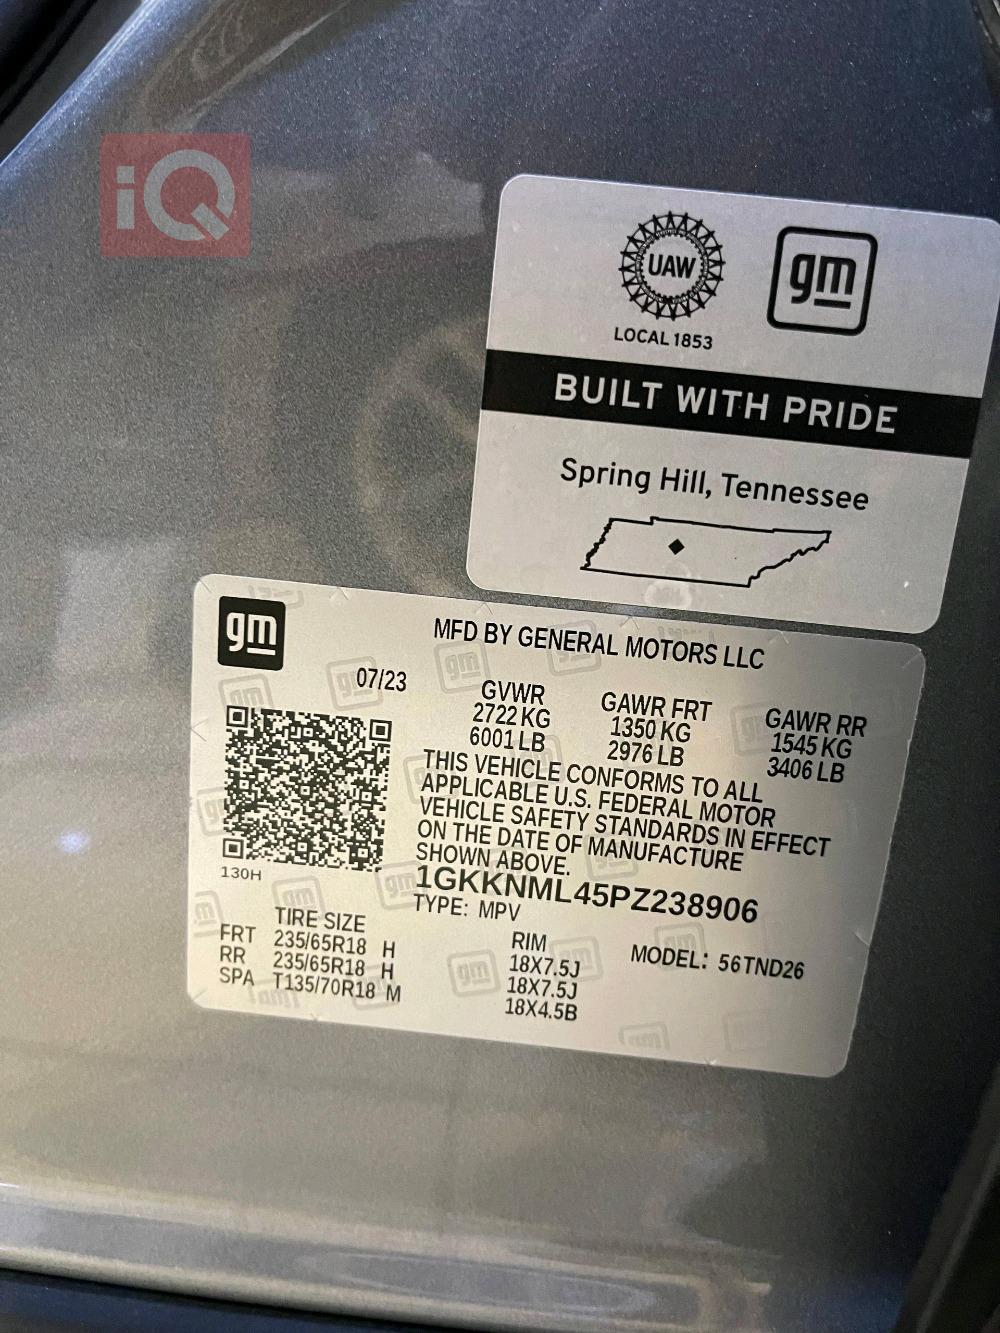 iQ
UAW
gm
LOCAL 1853
BUILT WITH PRIDE
Spring Hill, Tennessee
gm
MFD BY GENERAL MOTORS LLC
07/23
GVWR GAWR FRT GAWR RR
2722 KG 1350 KG 1545 KG
6001 LB 2976 LB 3406 LB
THIS VEHICLE CONFORMS TO ALL
APPLICABLE U.S. FEDERAL MOTOR
VEHICLE SAFETY STANDARDS IN EFFECT
ON THE DATE OF MANUFACTURE
SHOWN ABOVE.
130H
1GKKNML45PZ238906
TYPE: MPV
TIRE SIZE RIM MODEL: 56TND26
FRT 235/65R18 H 18X7.5J
RR 235/65R18 H 18X7.5J
SPA T135/70R18 M 18X4.5B